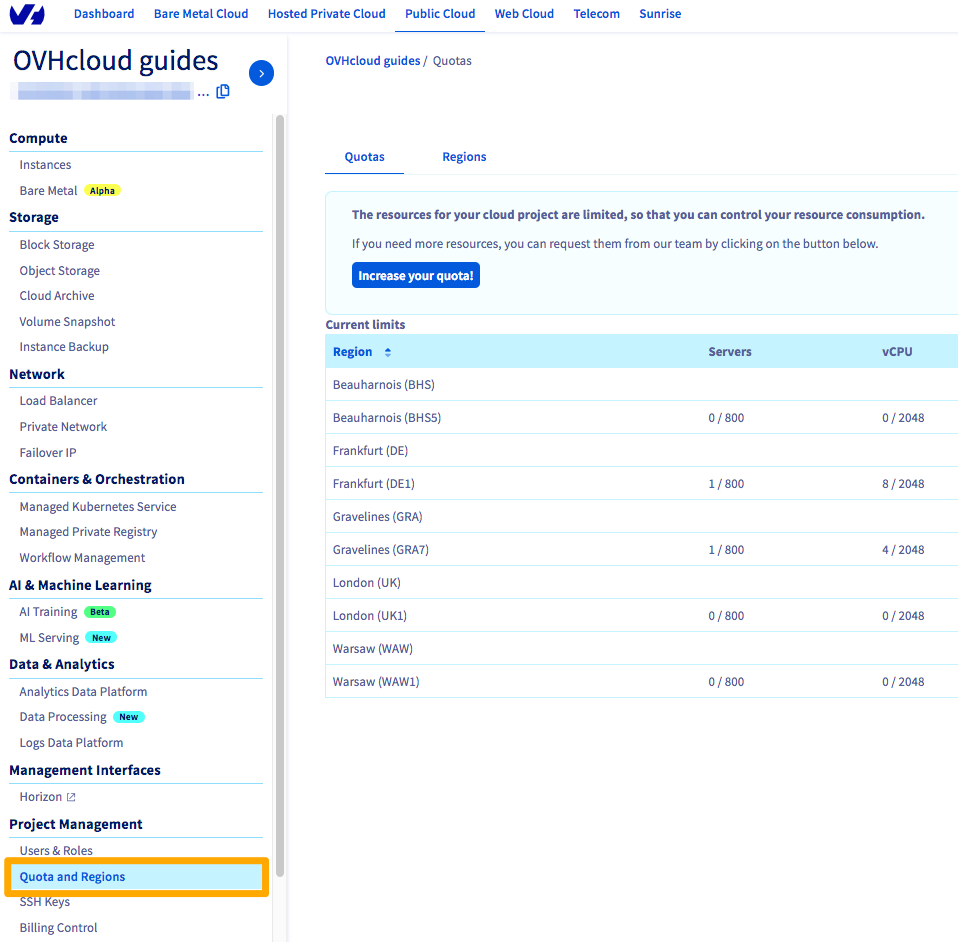 Dashboard Bare Metal Cloud Hosted Private Cloud Public Cloud Web Cloud Telecom Sunrise
OVHcloud guides
...
Compute
Instances
Bare Metal Alpha
Storage
Block Storage
Object Storage
Cloud Archive
Volume Snapshot
Instance Backup
Network
Load Balancer
Private Network
Failover IP
Containers & Orchestration
Managed Kubernetes Service
Managed Private Registry
Workflow Management
AI & Machine Learning
AI Training Beta
ML Serving New
Data & Analytics
Analytics Data Platform
Data Processing New
Logs Data Platform
Management Interfaces
Horizon
Project Management
Users & Roles
Quota and Regions
SSH Keys
Billing Control
OVHcloud guides / Quotas
Quotas Regions
The resources for your cloud project are limited, so that you can control your resource consumption.
If you need more resources, you can request them from our team by clicking on the button below.
Increase your quota!
Current limits
Region Servers vCPU
Beauharnois (BHS)
Beauharnois (BHS5) 0 / 800 0 / 2048
Frankfurt (DE)
Frankfurt (DE1) 1 / 800 8 / 2048
Gravelines (GRA)
Gravelines (GRA7) 1 / 800 4 / 2048
London (UK)
London (UK1) 0 / 800 0 / 2048
Warsaw (WAW)
Warsaw (WAW1) 0 / 800 0 / 2048